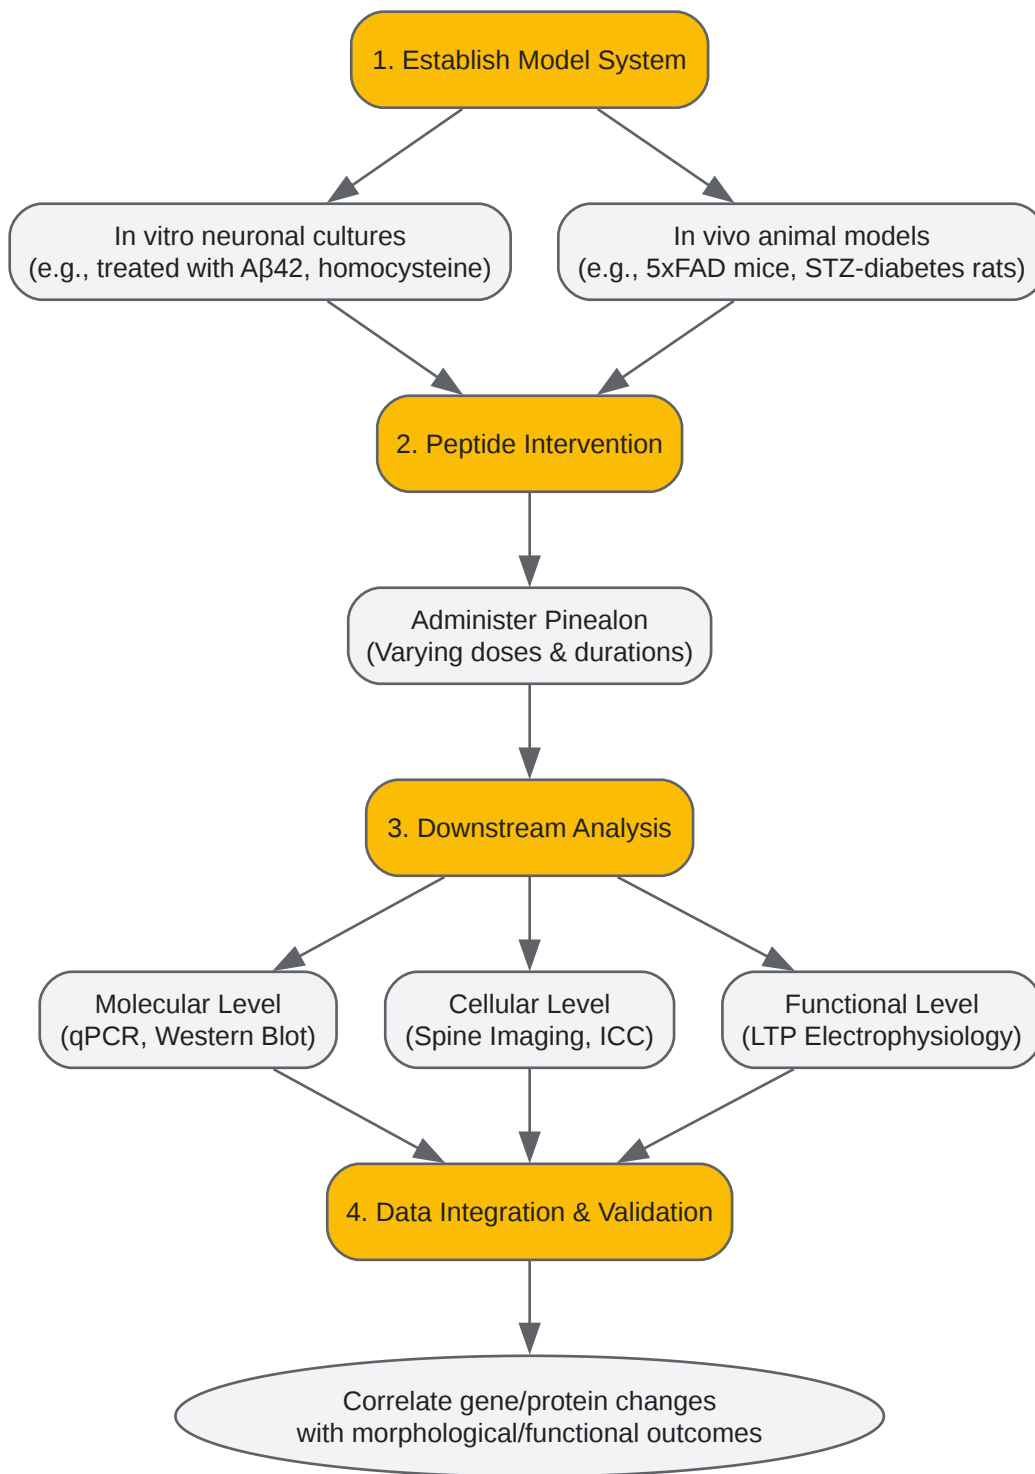 1. Establish Model System
In vitro neuronal cultures
(e.g., treated with Aβ42, homocysteine)
In vivo animal models
(e.g., 5xFAD mice, STZ-diabetes rats)
2. Peptide Intervention
Administer Pinealon
(Varying doses & durations)
3. Downstream Analysis
Molecular Level
(qPCR, Western Blot)
Cellular Level
(Spine Imaging, ICC)
Functional Level
(LTP Electrophysiology)
4. Data Integration & Validation
Correlate gene/protein changes
with morphological/functional outcomes